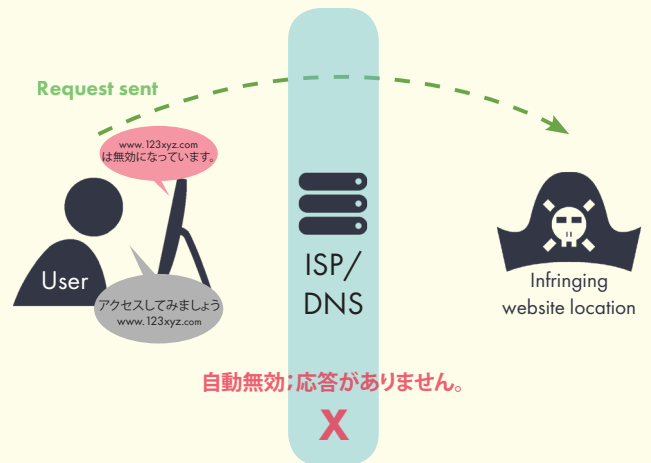 Request sent
www.123xyz.com
は無効になっています。
User
アクセスしてみましょう
www.123xyz.com
ISP/
DNS
Infringing
website location
自動無効;応答がありません。
X